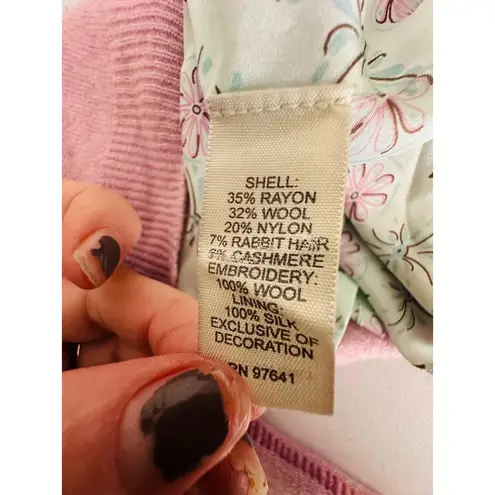 SHELL:
35% RAYON
32% WOOL
20% NYLON
7% RABBIT HAIR
6% CASHMERE
EMBROIDERY:
100% WOOL
LINING:
100% SILK
EXCLUSIVE OF
DECORATION
RN 97641